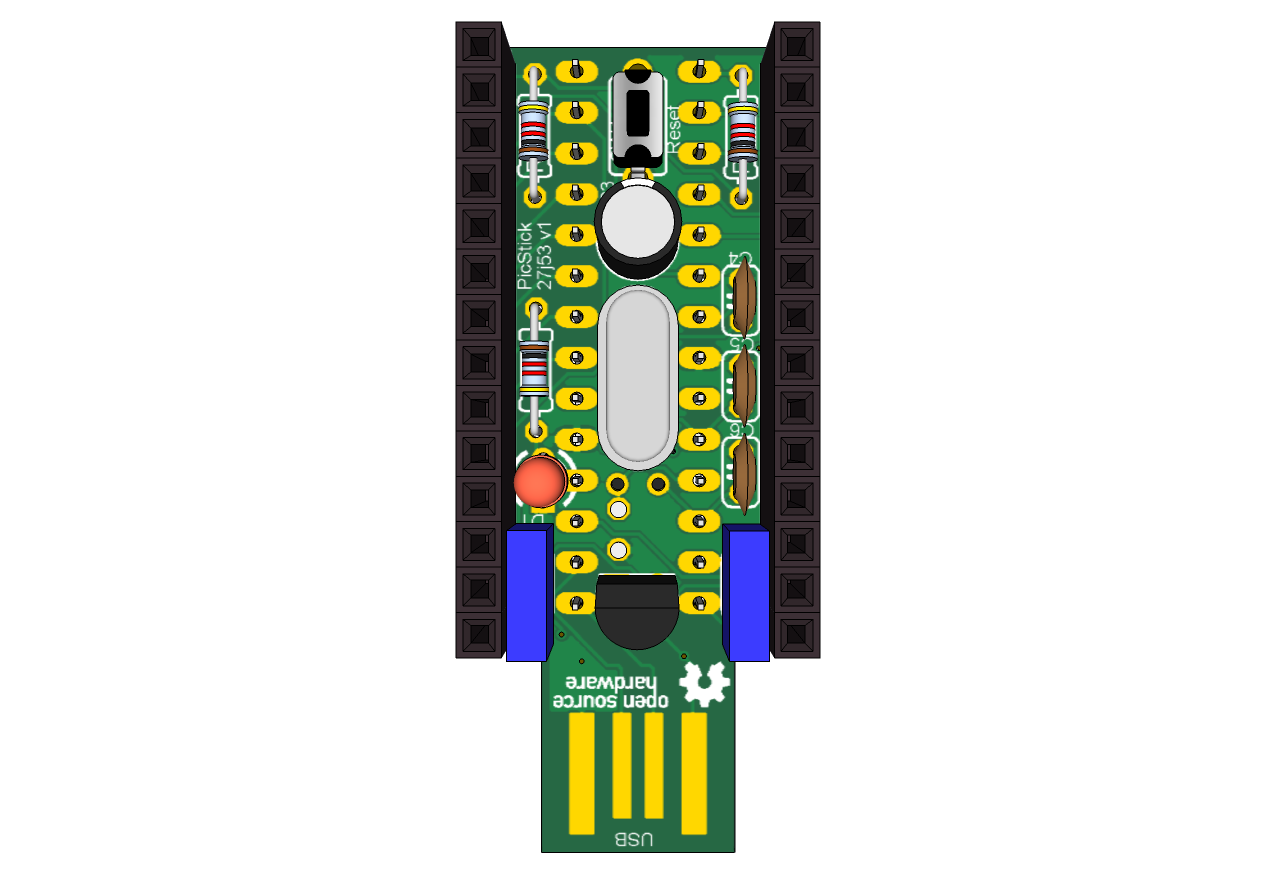 Reset
PicStick
27j53 v1
open source
hardware
USB